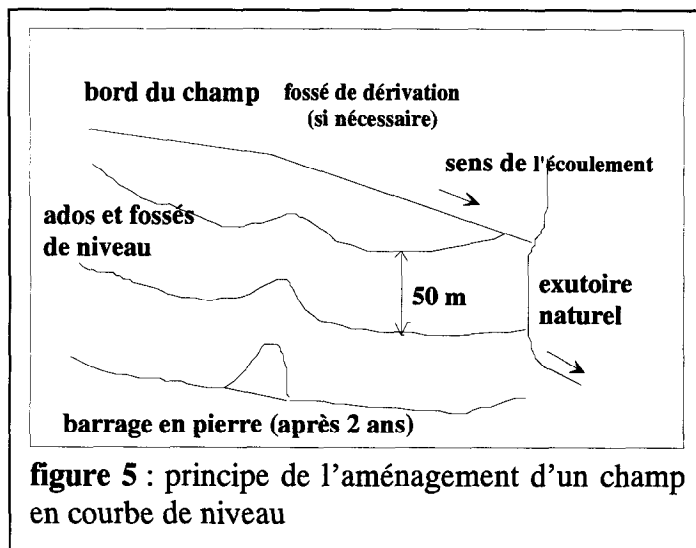 bord du champ
fossé de dérivation
(si nécessaire)
sens de l'écoulement
ados et fossés
de niveau
50 m
exutoire
naturel
barrage en pierre (après 2 ans)
figure 5 : principe de l'aménagement d'un champ
en courbe de niveau